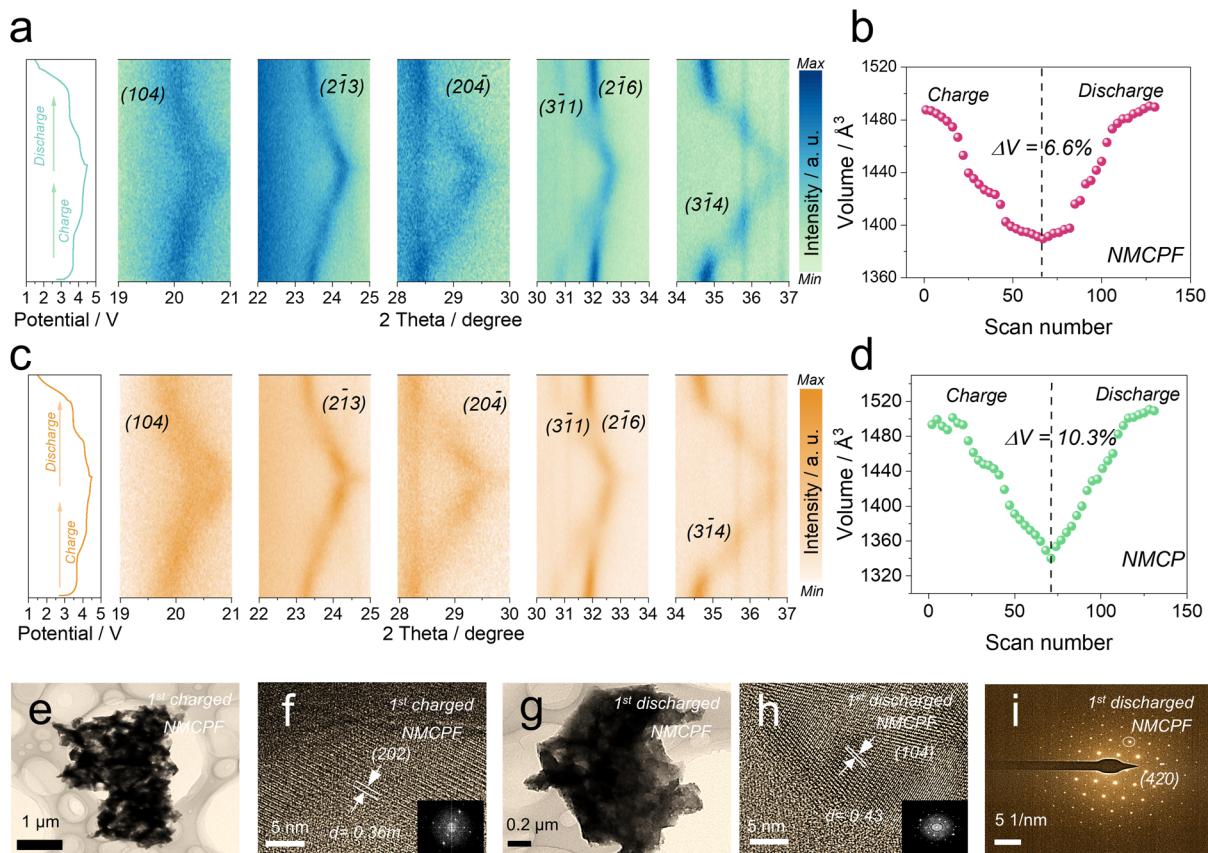 a
Discharge
Charge
1 2 3 4 5
Potential / V
(104)
19 20 21
(2̄13)
22 23 24 25
(204̄)
28 29 30
(31̄1)
(21̄6)
30 31 32 33 34
(31̄4)
34 35 36 37
2 Theta / degree
Max
Intensity / a. u.
Min
b
1520
1480
1440
1400
1360
Volume / Å³
Charge
Discharge
ΔV = 6.6%
NMCPF
0 50 100 150
Scan number
c
Discharge
Charge
1 2 3 4 5
Potential / V
(104)
19 20 21
(21̄3)
22 23 24 25
(204̄)
28 29 30
(31̄1)
(21̄6)
30 31 32 33 34
(31̄4)
34 35 36 37
2 Theta / degree
Max
Intensity / a. u.
Min
d
1520
1480
1440
1400
1360
1320
Volume / Å³
Charge
Discharge
ΔV = 10.3%
NMCP
0 50 100 150
Scan number
e
1st charged
NMCPF
1 µm
f
1st charged
NMCPF
(202)
d= 0.36m
5 nm
g
1st discharged
NMCPF
0.2 µm
h
1st discharged
NMCPF
(104)
d= 0.43
5 nm
i
1st discharged
NMCPF
(42̄0)
5 1/nm